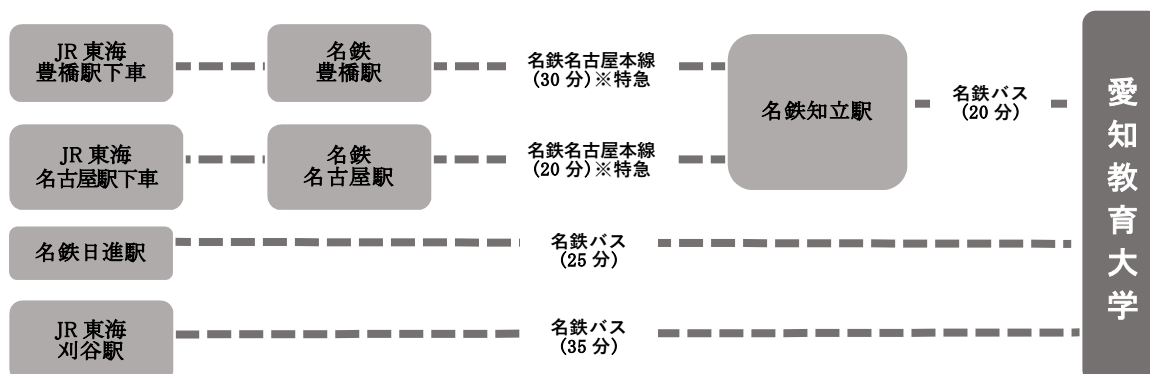 JR 東海
豊橋駅下車
名鉄
豊橋駅
名鉄名古屋本線
(30 分)※特急
JR 東海
名古屋駅下車
名鉄
名古屋駅
名鉄名古屋本線
(20 分)※特急
名鉄知立駅
名鉄バス
(20 分)
名鉄日進駅
名鉄バス
(25 分)
JR 東海
刈谷駅
名鉄バス
(35 分)
愛知教育大学